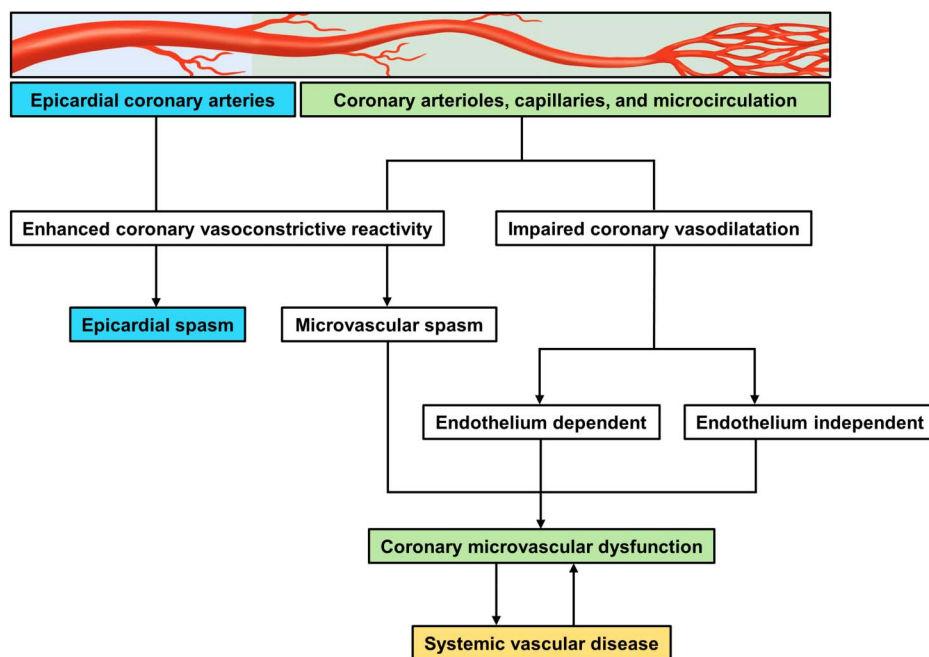 Epicardial coronary arteries
Coronary arterioles, capillaries, and microcirculation
Enhanced coronary vasoconstrictive reactivity
Impaired coronary vasodilatation
Epicardial spasm
Microvascular spasm
Endothelium dependent
Endothelium independent
Coronary microvascular dysfunction
Systemic vascular disease